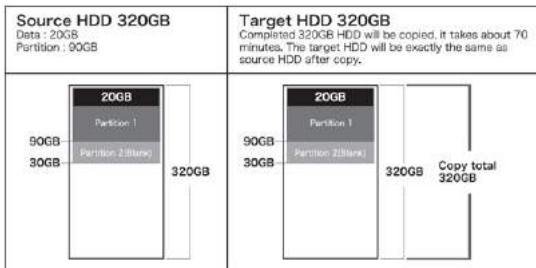 Source HDD 320GB
Data : 20GB
Partition : 90GB
Target HDD 320GB
Completed 320GB HDD will be copied, it takes about 70
minutes. The target HDD will be exactly the same as
source HDD after copy.
20GB
Partition 1
90GB
Partition 2(Blank)
30GB
320GB
20GB
Partition 1
90GB
Partition 2(Blank)
30GB
320GB
Copy total
320GB